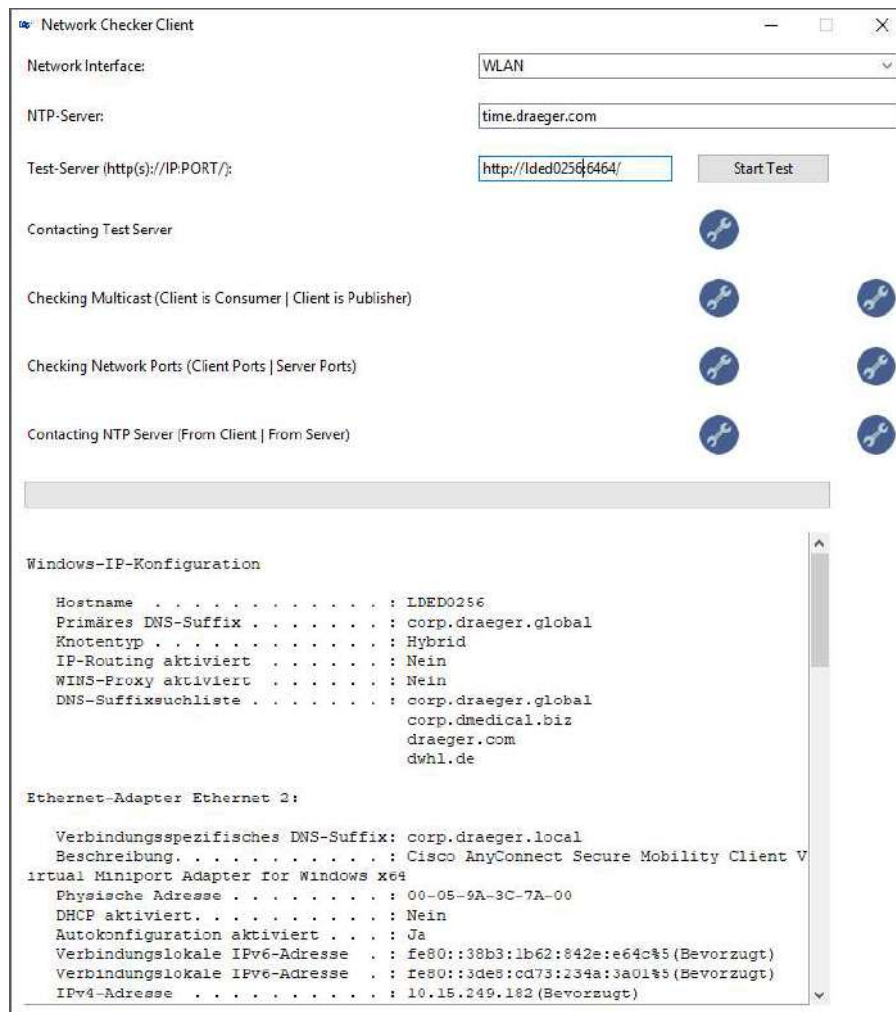 Network Checker Client
Network Interface: WLAN
NTP-Server: time.draeger.com
Test-Server (http(s)://IP:PORT/): http://lded0256:6464/ Start Test
Contacting Test Server
Checking Multicast (Client is Consumer | Client is Publisher)
Checking Network Ports (Client Ports | Server Ports)
Contacting NTP Server (From Client | From Server)
Windows-IP-Konfiguration
Hostname . . . . . . . . . . . . : LDED0256
Primäres DNS-Suffix . . . . . . . : corp.draeger.global
Knotentyp . . . . . . . . . . . . : Hybrid
IP-Routing aktiviert . . . . . . : Nein
WINS-Proxy aktiviert . . . . . . : Nein
DNS-Suffixsuchliste . . . . . . . : corp.draeger.global
corp.dmedical.biz
draeger.com
dwhl.de
Ethernet-Adapter Ethernet 2:
Verbindungsspezifisches DNS-Suffix: corp.draeger.local
Beschreibung. . . . . . . . . . . : Cisco AnyConnect Secure Mobility Client V
irtual Miniport Adapter for Windows x64
Physische Adresse . . . . . . . . : 00-05-9A-3C-7A-00
DHCP aktiviert. . . . . . . . . . : Nein
Autokonfiguration aktiviert . . . : Ja
Verbindungslokale IPv6-Adresse . : fe80::38b3:1b62:842e:e64c%5(Bevorzugt)
Verbindungslokale IPv6-Adresse . : fe80::3de8:cd73:234a:3a01%5(Bevorzugt)
IPv4-Adresse . . . . . . . . . . : 10.15.249.182(Bevorzugt)